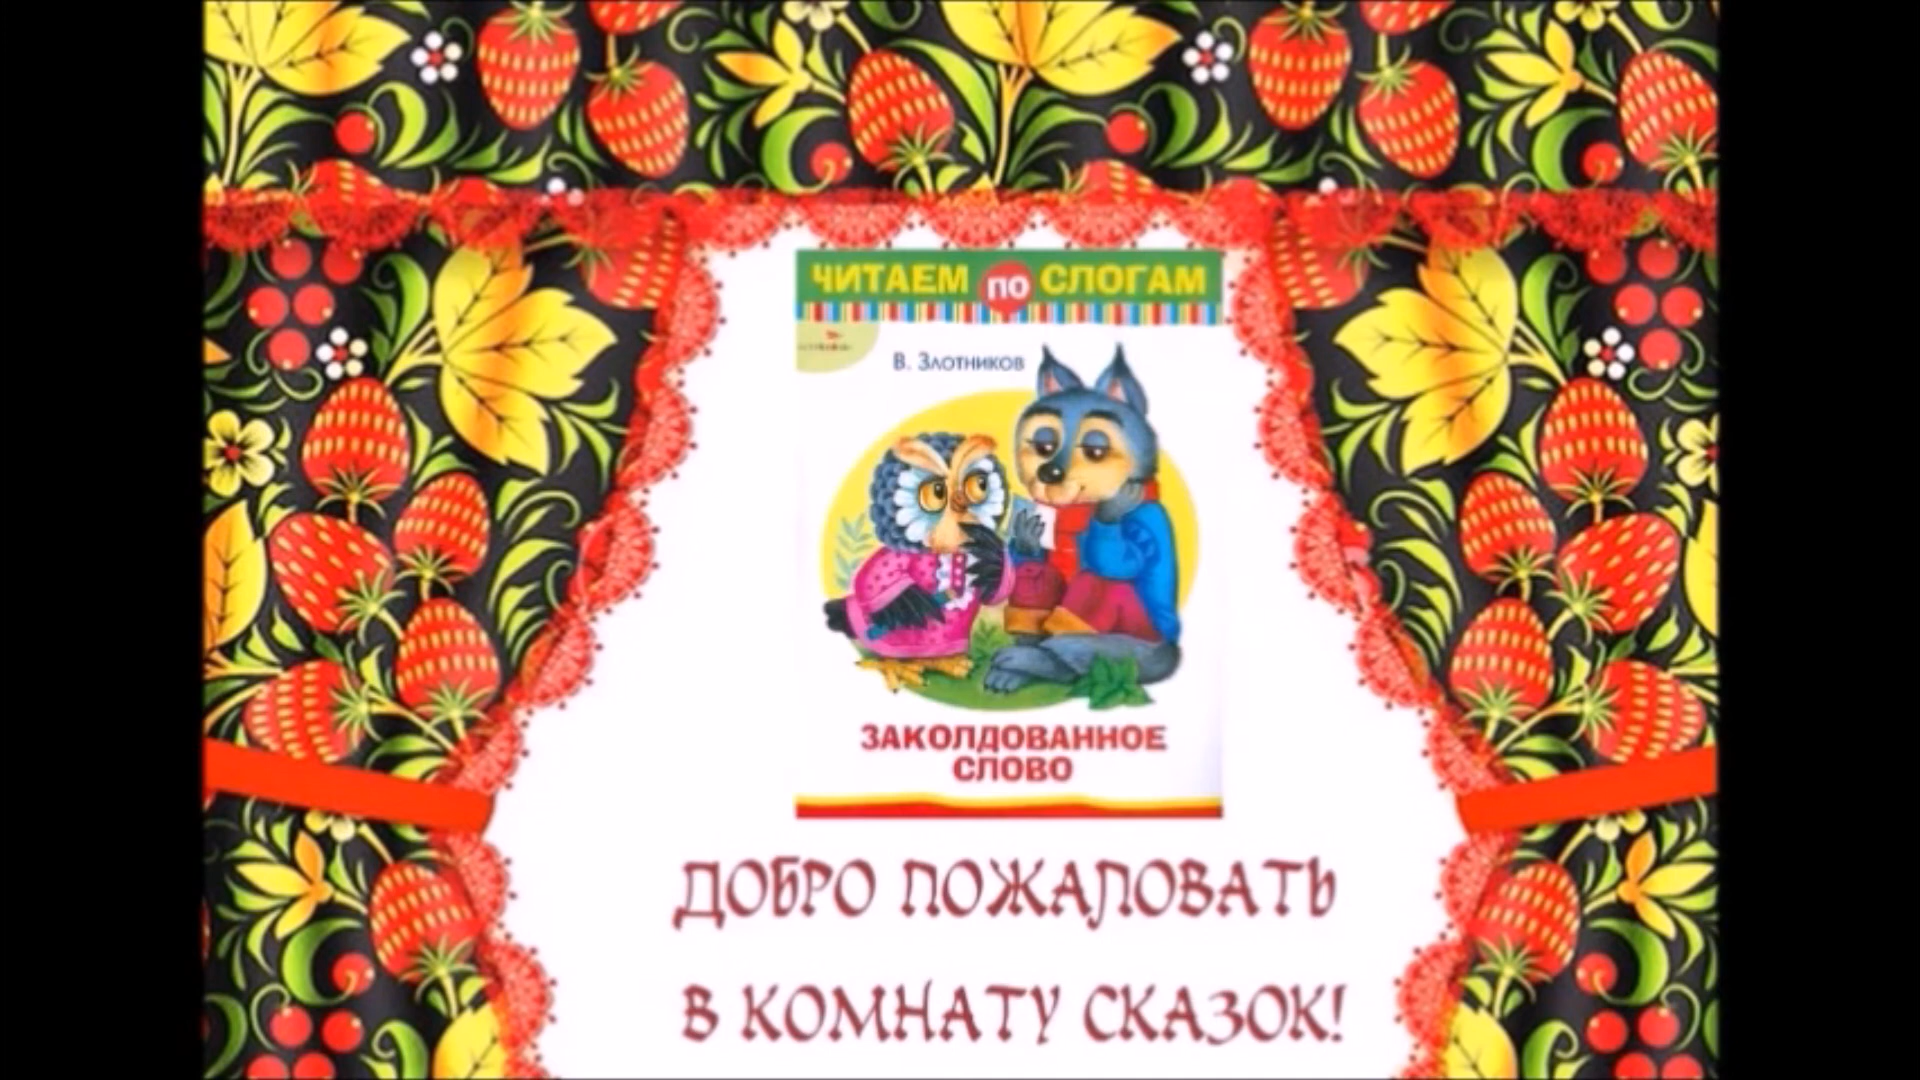 ЧИТАЕМ ПО СЛОГАМ
В. Злотников
ЗАКОЛДОВАННОЕ
СЛОВО
ДОБРО ПОЖАЛОВАТЬ
В КОМНАТУ СКАЗОК!